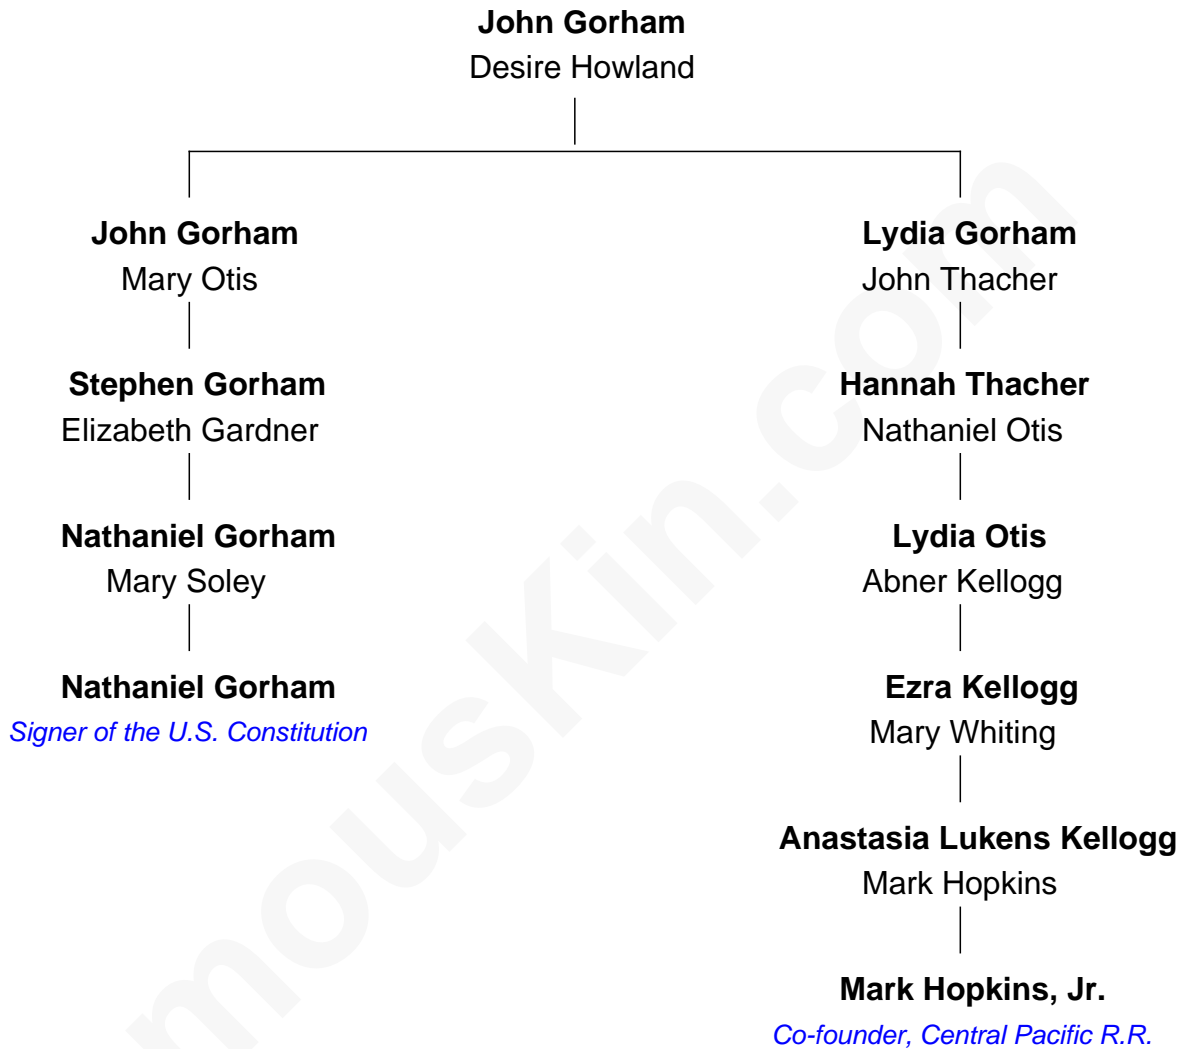 John Gorham
Desire Howland
John Gorham
Mary Otis
Lydia Gorham
John Thacher
Stephen Gorham
Elizabeth Gardner
Hannah Thacher
Nathaniel Otis
Nathaniel Gorham
Mary Soley
Lydia Otis
Abner Kellogg
Nathaniel Gorham
Signer of the U.S. Constitution
Ezra Kellogg
Mary Whiting
Anastasia Lukens Kellogg
Mark Hopkins
Mark Hopkins, Jr.
Co-founder, Central Pacific R.R.
mousKin.com